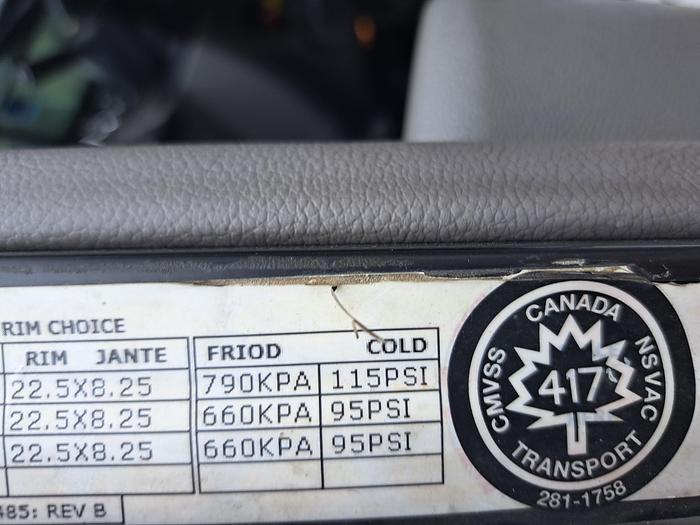 RIM CHOICE
RIM JANTE FRIOD COLD
22.5X8.25 790KPA 115PSI
22.5X8.25 660KPA 95PSI
22.5X8.25 660KPA 95PSI
485: REV B
CANADA
CMVSS 417 NSVAC
TRANSPORT
281-1758